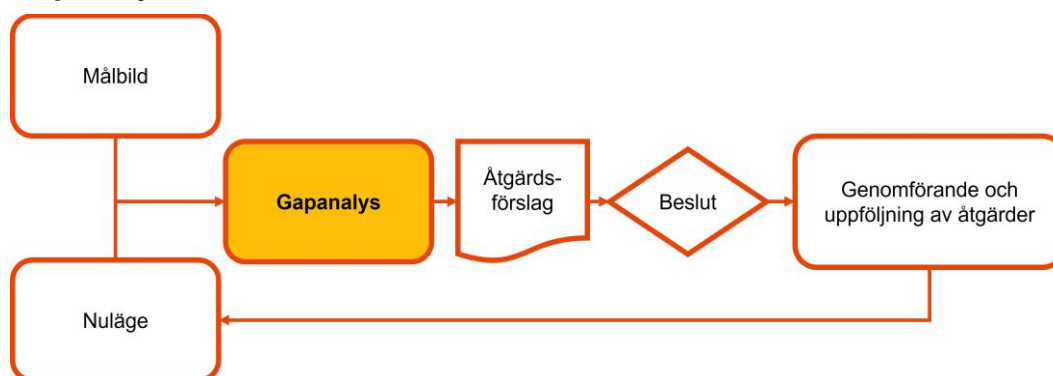 Målbild
Gapanalys
Åtgärds-
förslag
Beslut
Genomförande och
uppföljning av åtgärder
Nuläge